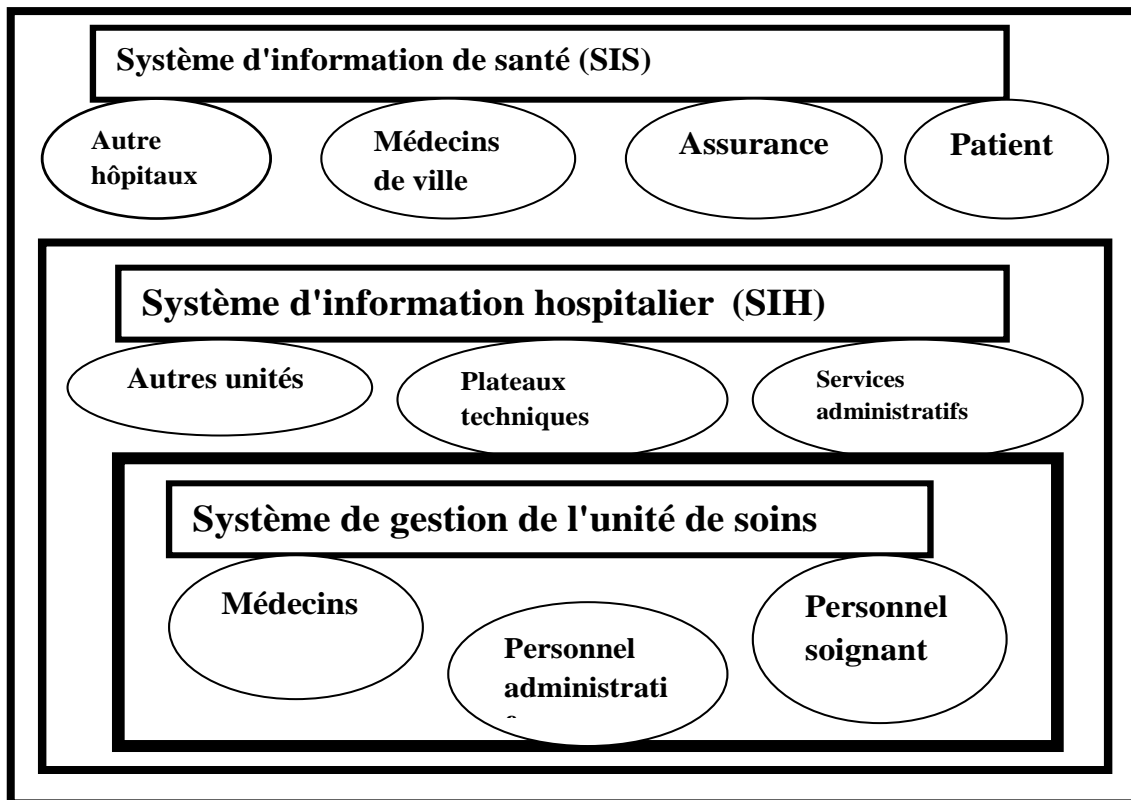 Système d'information de santé (SIS)
Autre
hôpitaux
Médecins
de ville
Assurance
Patient
Système d'information hospitalier (SIH)
Autres unités
Plateaux
techniques
Services
administratifs
Système de gestion de l'unité de soins
Médecins
Personnel
administrati
Personnel
soignant